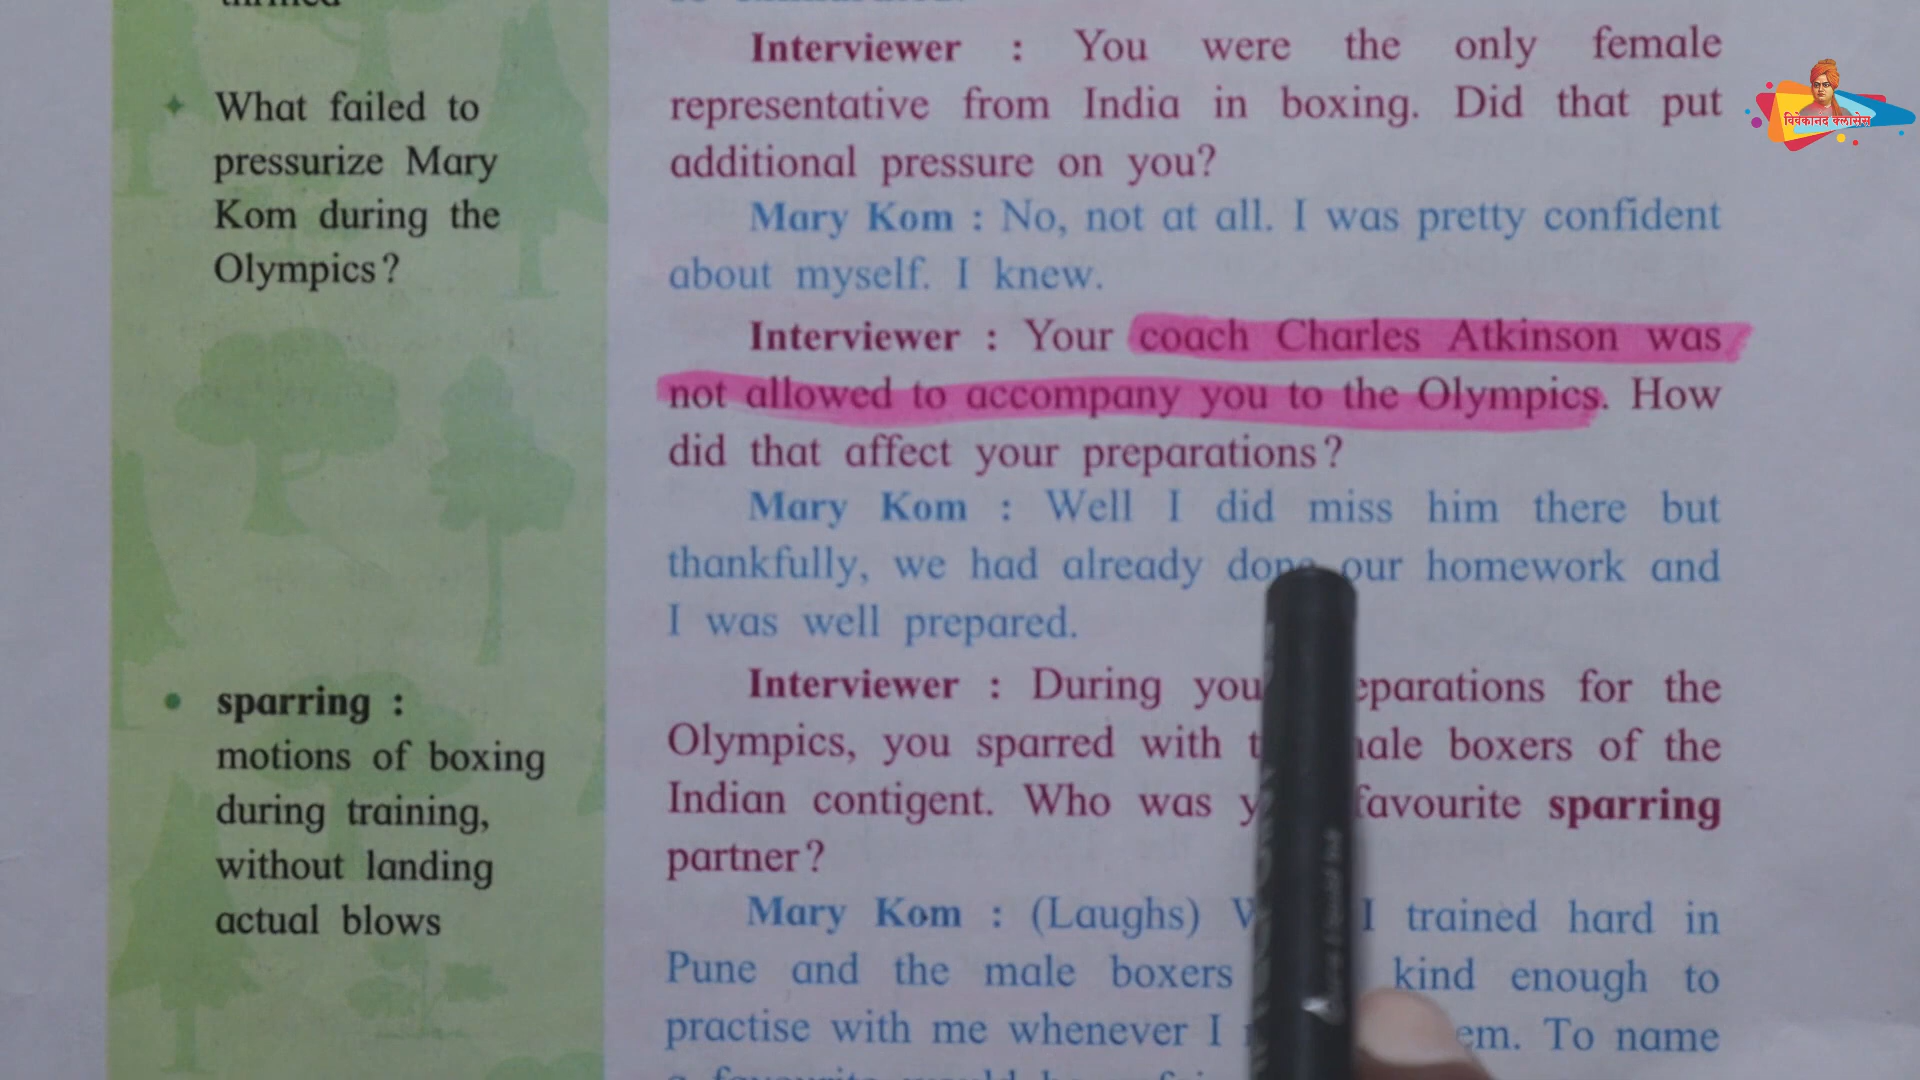 What failed to
pressurize Mary
Kom during the
Olympics?
sparring :
motions of boxing
during training,
without landing
actual blows
Interviewer : You were the only female
representative from India in boxing. Did that put
additional pressure on you?
Mary Kom : No, not at all. I was pretty confident
about myself. I knew.
Interviewer : Your coach Charles Atkinson was
not allowed to accompany you to the Olympics. How
did that affect your preparations?
Mary Kom : Well I did miss him there but
thankfully, we had already done our homework and
I was well prepared.
Interviewer : During for the
Olympics, you sparred with boxers of the
Indian contigent. Who was favourite sparring
partner?
Mary Kom : (Laughs) I trained hard in
Pune and the male boxers kind enough to
practise with me whenever I To name
विवेकानंद क्लासेस